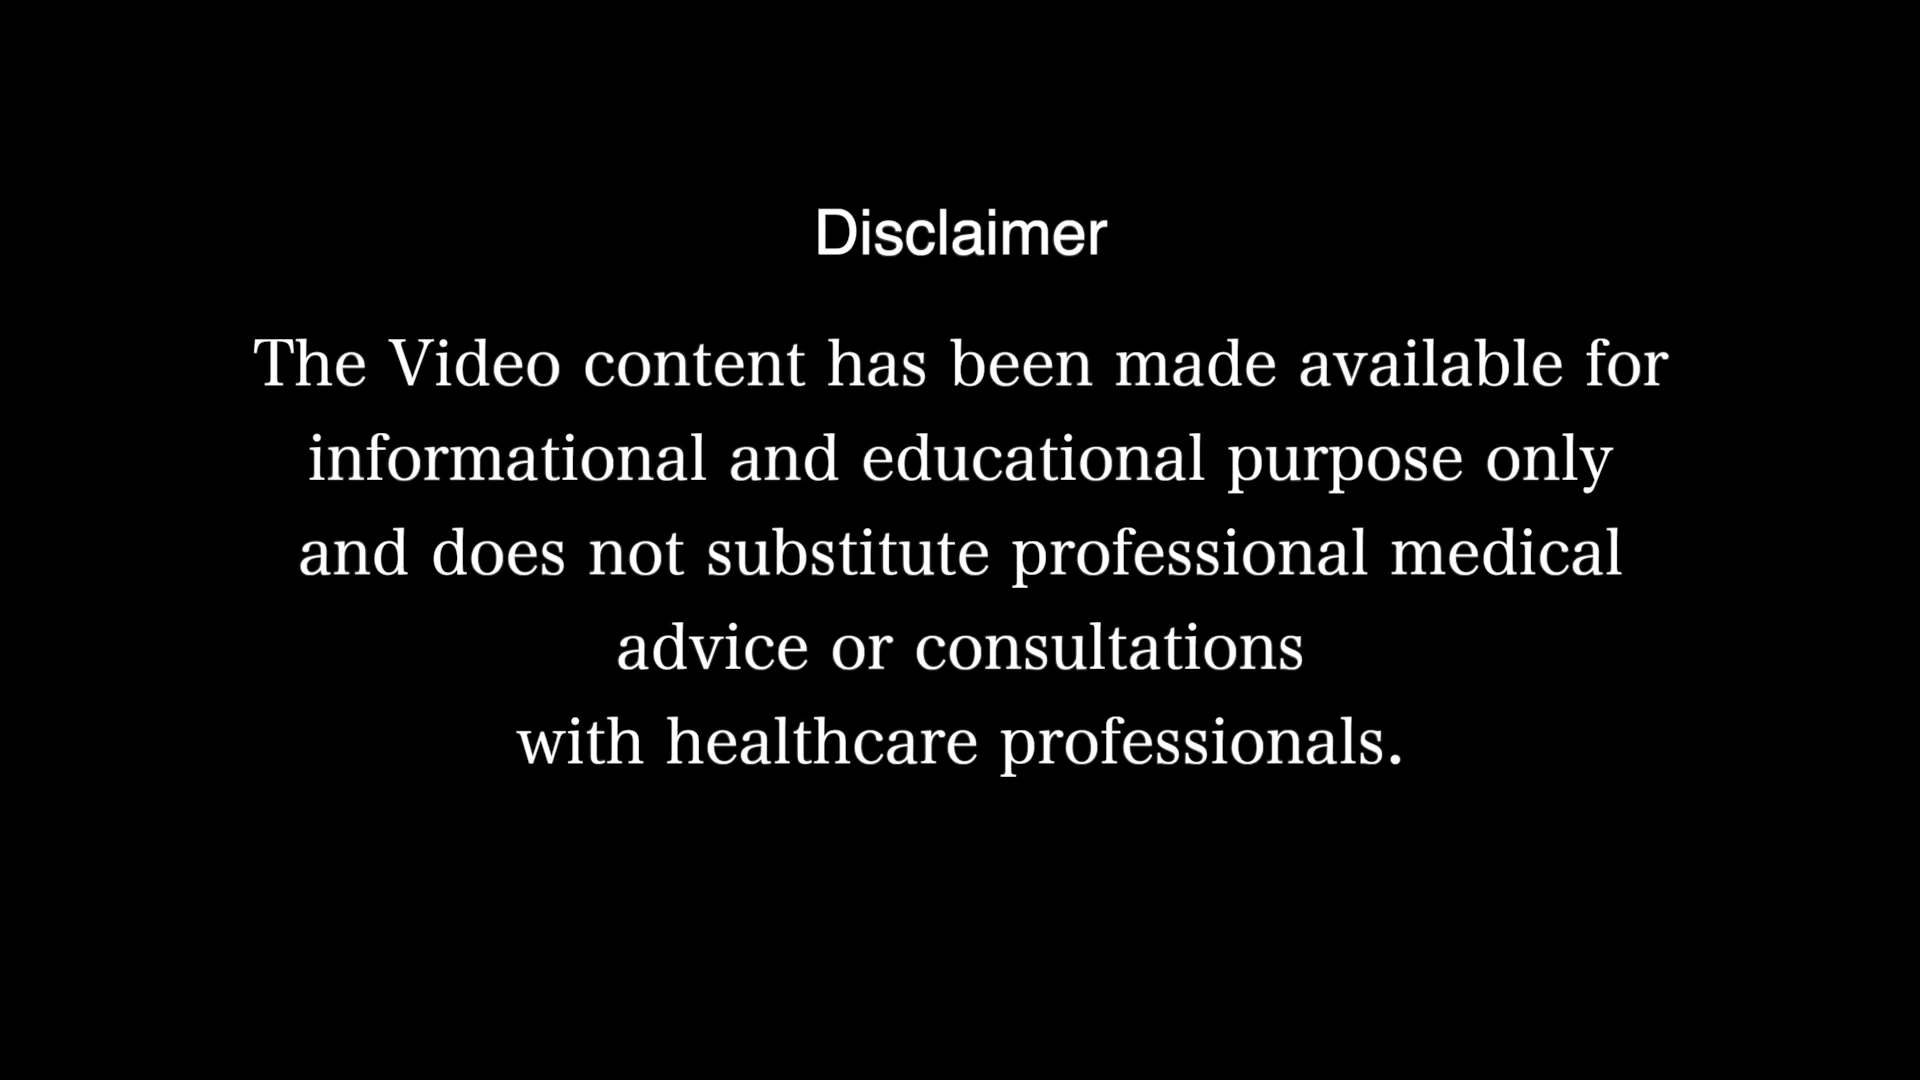 Disclaimer
The Video content has been made available for
informational and educational purpose only
and does not substitute professional medical
advice or consultations
with healthcare professionals.